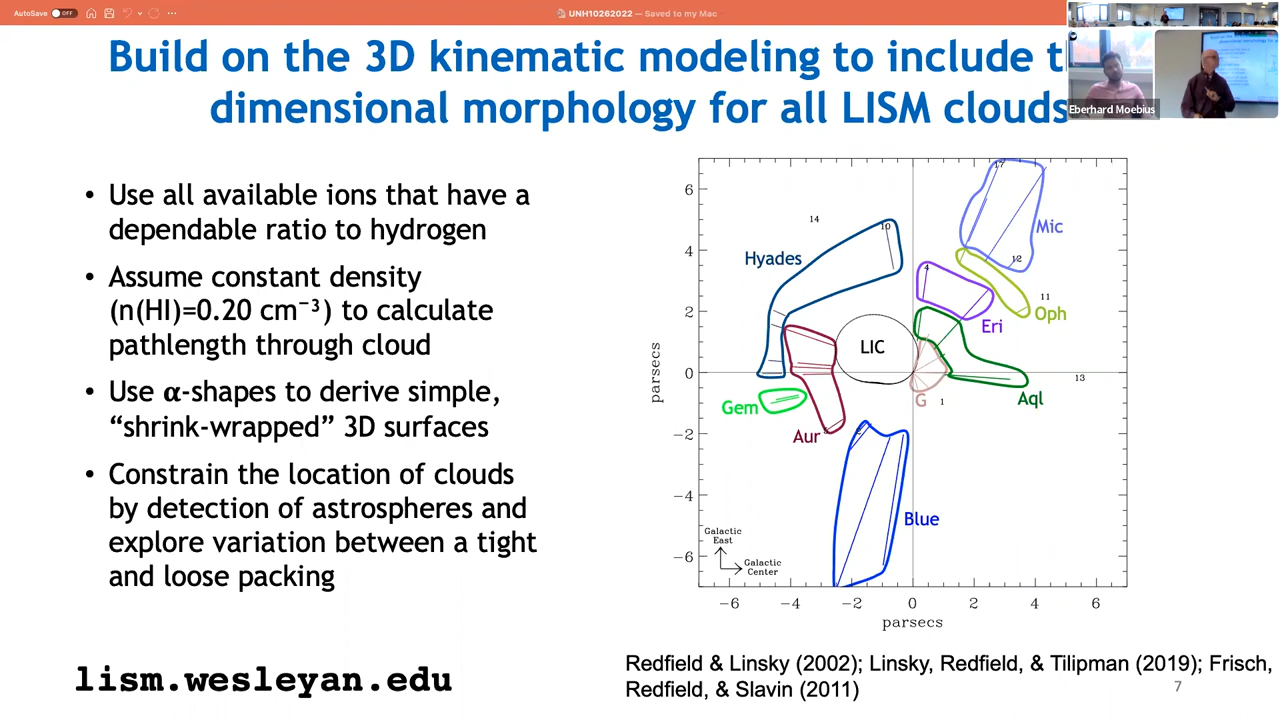 AutoSave OFF
UNH10262022 — Saved to my Mac
Build on the 3D kinematic modeling to include
dimensional morphology for all LISM clouds
Eberhard Moebius
• Use all available ions that have a
dependable ratio to hydrogen
• Assume constant density
(n(HI)=0.20 cm⁻³) to calculate
pathlength through cloud
• Use α-shapes to derive simple,
“shrink-wrapped” 3D surfaces
• Constrain the location of clouds
by detection of astrospheres and
explore variation between a tight
and loose packing
lism.wesleyan.edu
17
14
10
Mic
Hyades
12
4
11
Oph
Eri
LIC
13
Gem
G
1
Aql
Aur
Blue
Galactic
East
Galactic
Center
6
4
2
0
−2
−4
−6
parsecs
−6 −4 −2 0 2 4 6
parsecs
Redfield & Linsky (2002); Linsky, Redfield, & Tilipman (2019); Frisch,
Redfield, & Slavin (2011)
7